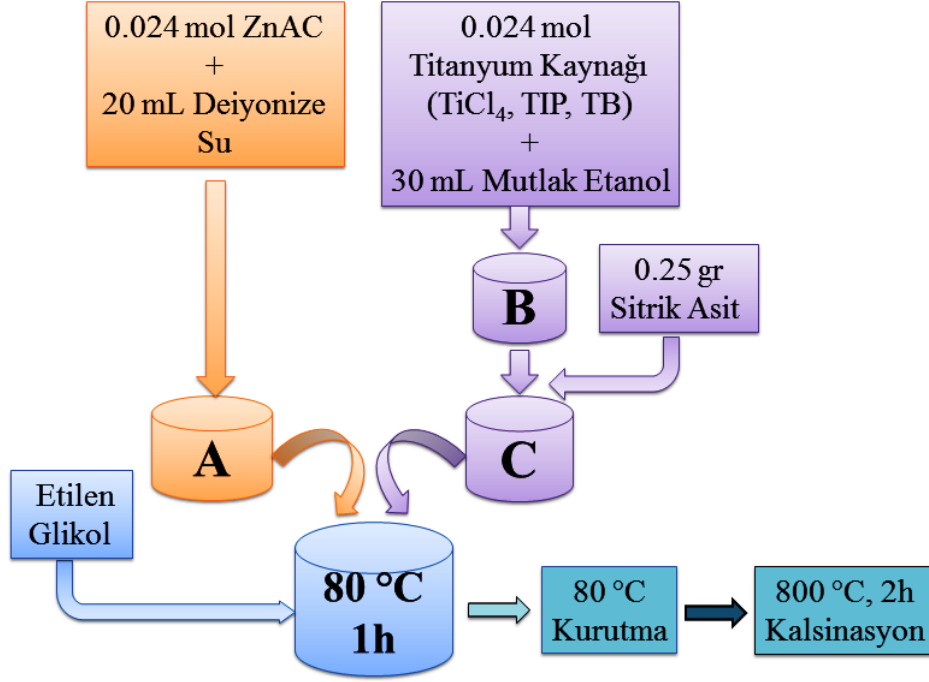 0.024 mol ZnAC
+
20 mL Deiyonize
Su
0.024 mol
Titanyum Kaynağı
(TiCl₄, TIP, TB)
+
30 mL Mutlak Etanol
B
0.25 gr
Sitrik Asit
A
C
Etilen
Glikol
80 °C
1h
80 °C
Kurutma
800 °C, 2h
Kalsinasyon